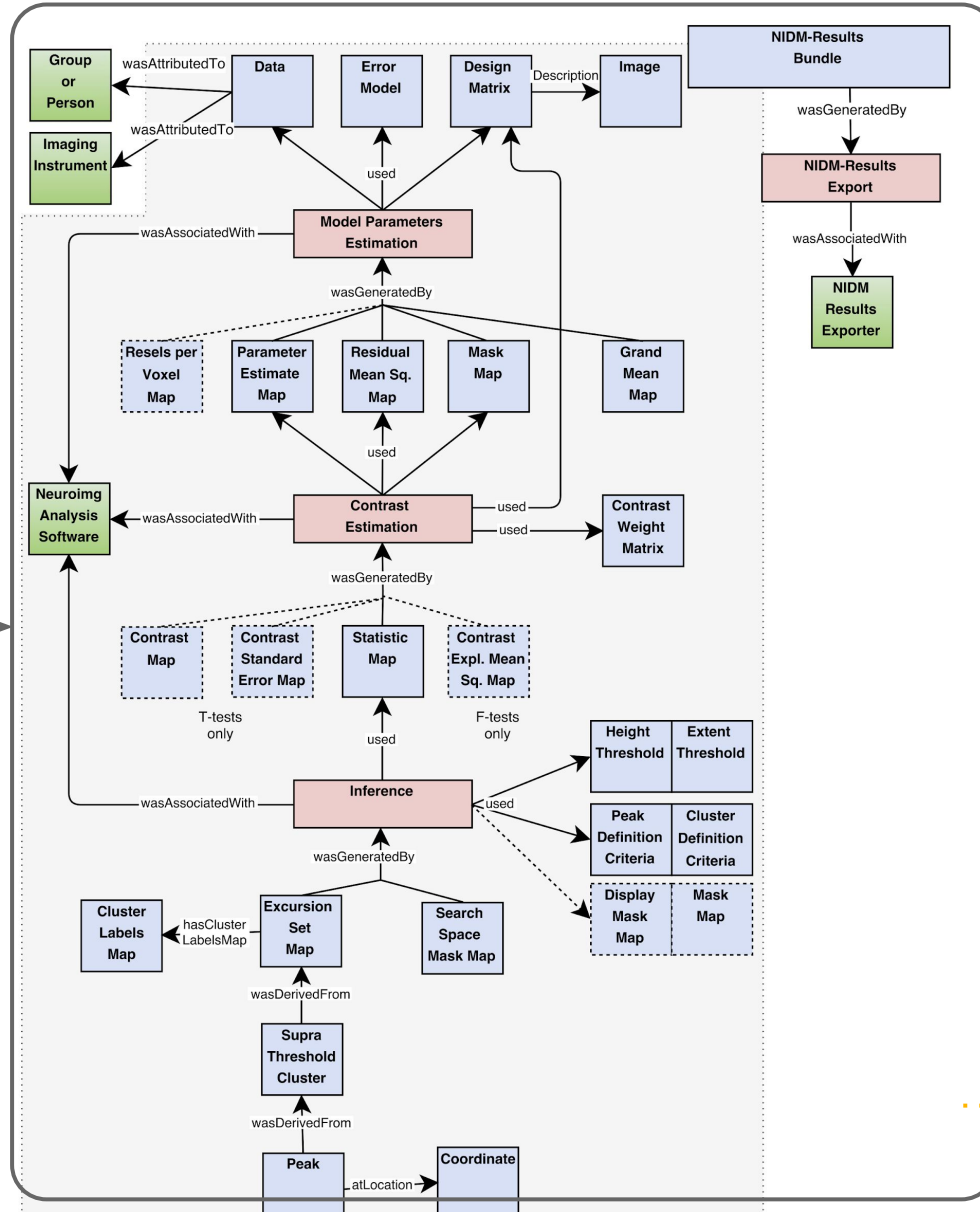 Group
or
Person
wasAttributedTo
Data
Error
Model
Design
Matrix
Description
Image
NIDM-Results
Bundle
wasAttributedTo
Imaging
Instrument
wasGeneratedBy
used
NIDM-Results
Export
Model Parameters
Estimation
wasAssociatedWith
wasAssociatedWith
wasGeneratedBy
NIDM
Results
Exporter
Resels per
Voxel
Map
Parameter
Estimate
Map
Residual
Mean Sq.
Map
Mask
Map
Grand
Mean
Map
used
Neuroimg
Analysis
Software
wasAssociatedWith
Contrast
Estimation
used
used
Contrast
Weight
Matrix
wasGeneratedBy
Contrast
Map
Contrast
Standard
Error Map
Statistic
Map
Contrast
Expl. Mean
Sq. Map
T-tests
only
F-tests
only
used
Height
Threshold
Extent
Threshold
wasAssociatedWith
Inference
used
Peak
Definition
Criteria
Cluster
Definition
Criteria
wasGeneratedBy
Display
Mask
Map
Mask
Map
Cluster
Labels
Map
hasCluster
LabelsMap
Excursion
Set
Map
Search
Space
Mask Map
wasDerivedFrom
Supra
Threshold
Cluster
wasDerivedFrom
Peak
atLocation
Coordinate